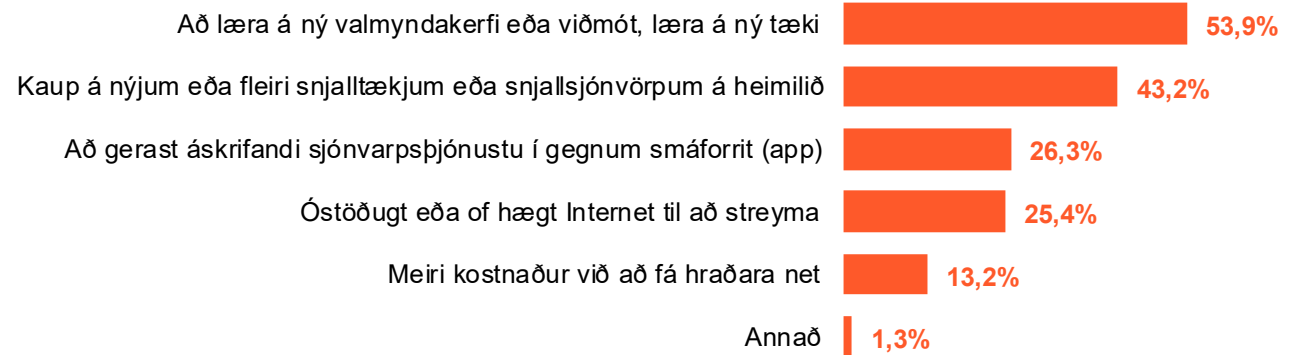 Að læra á ný valmyndakerfi eða viðmót, læra á ný tæki 53,9%
Kaup á nýjum eða fleiri snjalltækjum eða snjallsjónvörpum á heimilið 43,2%
Að gerast áskrifandi sjónvarpsþjónustu í gegnum smáforrit (app) 26,3%
Óstöðugt eða of hægt Internet til að streyma 25,4%
Meiri kostnaður við að fá hraðara net 13,2%
Annað 1,3%